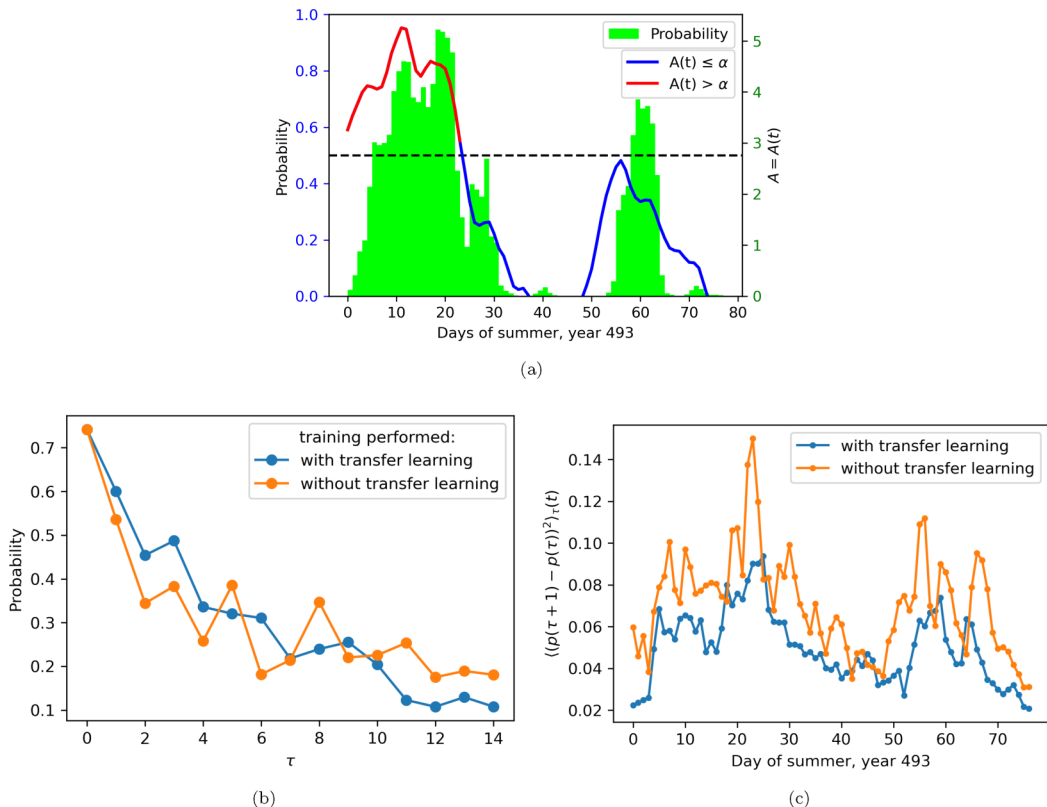 1.0
0.8
0.6
0.4
0.2
0.0
Probability
5
4
3
2
1
0
A = A(t)
Probability
A(t) ≤ α
A(t) > α
0 10 20 30 40 50 60 70 80
Days of summer, year 493
(a)
0.7
0.6
0.5
0.4
0.3
0.2
0.1
Probability
training performed:
with transfer learning
without transfer learning
0 2 4 6 8 10 12 14
τ
(b)
0.14
0.12
0.10
0.08
0.06
0.04
0.02
⟨(p(τ + 1) − p(τ))²⟩τ(t)
with transfer learning
without transfer learning
0 10 20 30 40 50 60 70
Day of summer, year 493
(c)